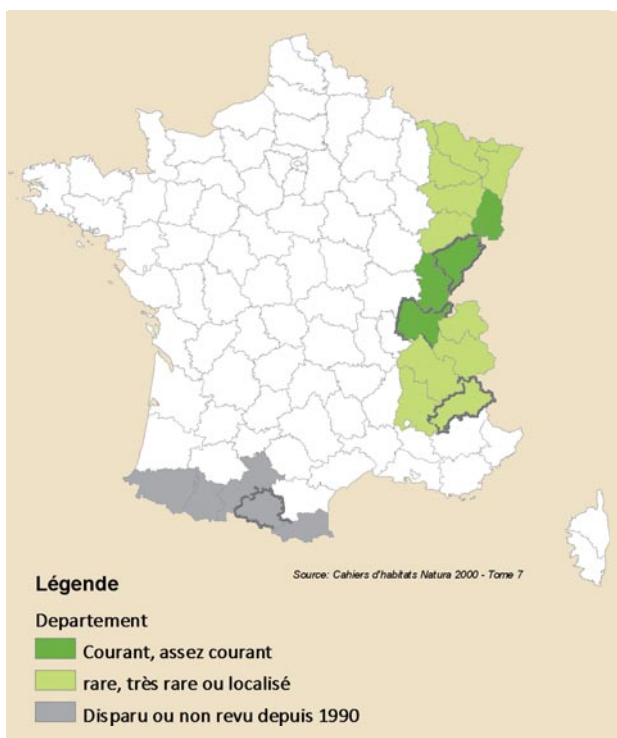 Source: Cahiers d'habitats Natura 2000 - Tome 7
Légende
Departement
Courant, assez courant
rare, très rare ou localisé
Disparu ou non revu depuis 1990